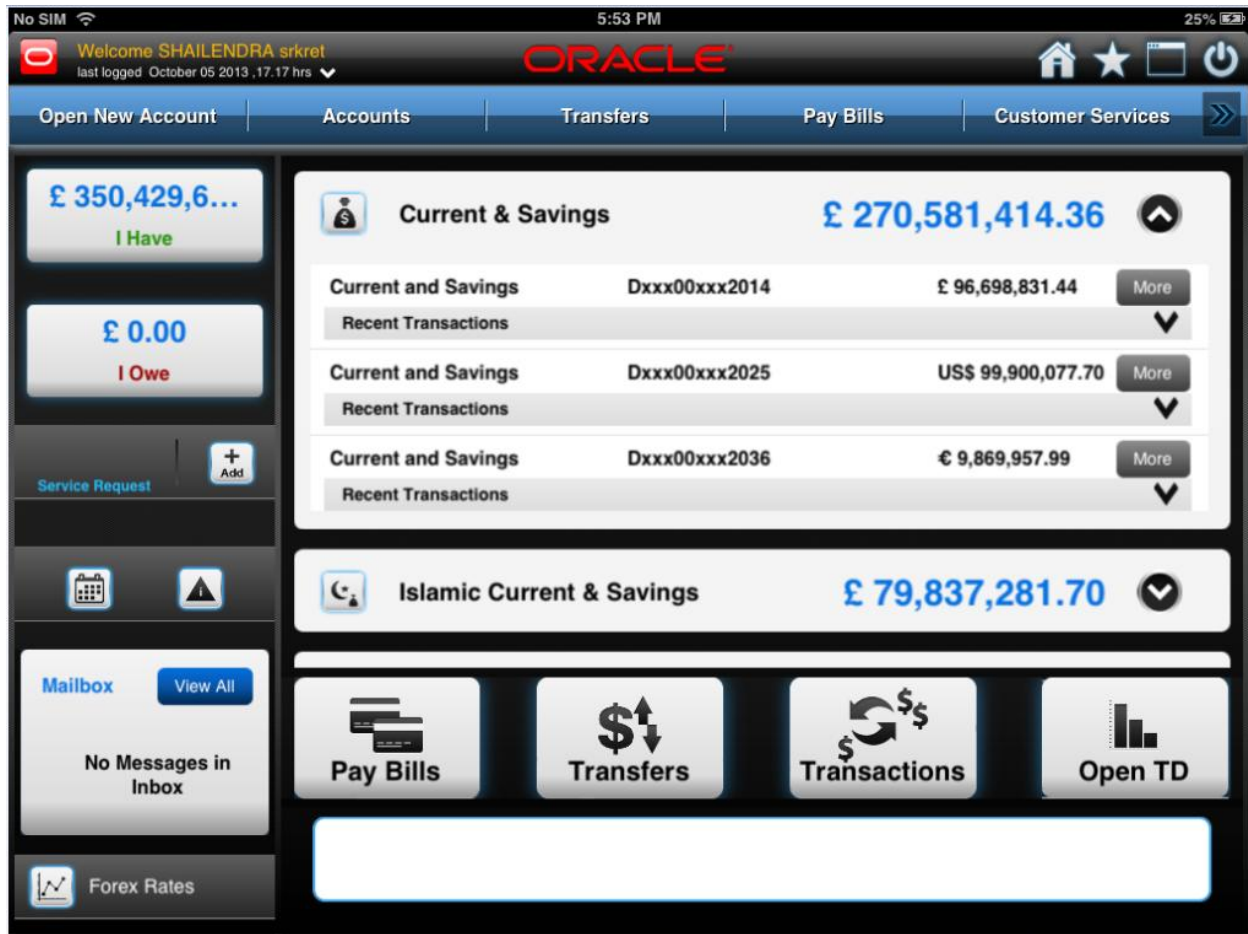 No SIM 5:53 PM 25%
Welcome SHAILENDRA srkret
last logged October 05 2013 ,17.17 hrs
ORACLE
Open New Account Accounts Transfers Pay Bills Customer Services
£ 350,429,6...
I Have
£ 0.00
I Owe
Service Request
+
Add
Mailbox View All
No Messages in
Inbox
Forex Rates
Current & Savings £ 270,581,414.36
Current and Savings Dxxx00xxx2014 £ 96,698,831.44 More
Recent Transactions
Current and Savings Dxxx00xxx2025 US$ 99,900,077.70 More
Recent Transactions
Current and Savings Dxxx00xxx2036 € 9,869,957.99 More
Recent Transactions
Islamic Current & Savings £ 79,837,281.70
Pay Bills Transfers Transactions Open TD